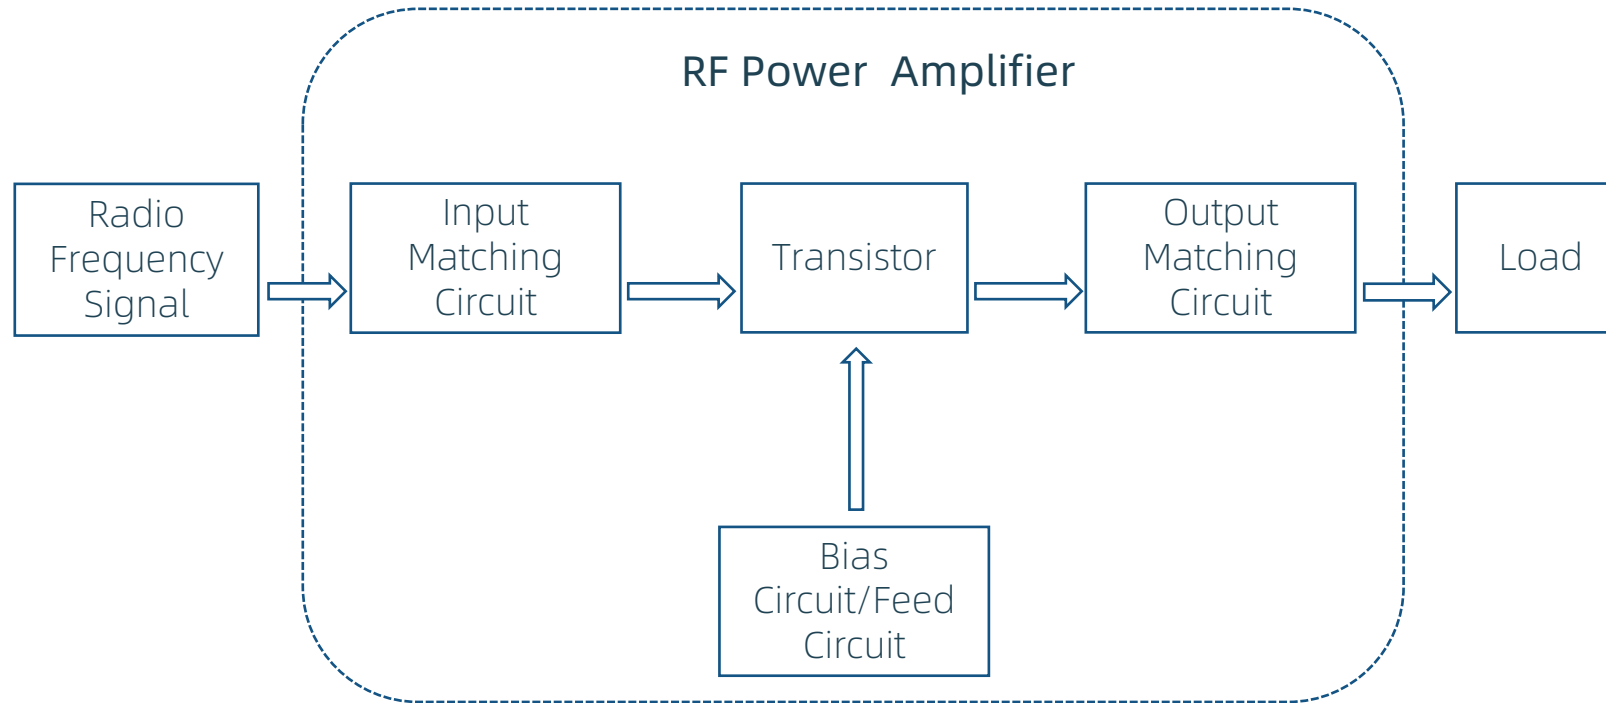 RF Power Amplifier
Radio
Frequency
Signal
Input
Matching
Circuit
Transistor
Output
Matching
Circuit
Load
Bias
Circuit/Feed
Circuit